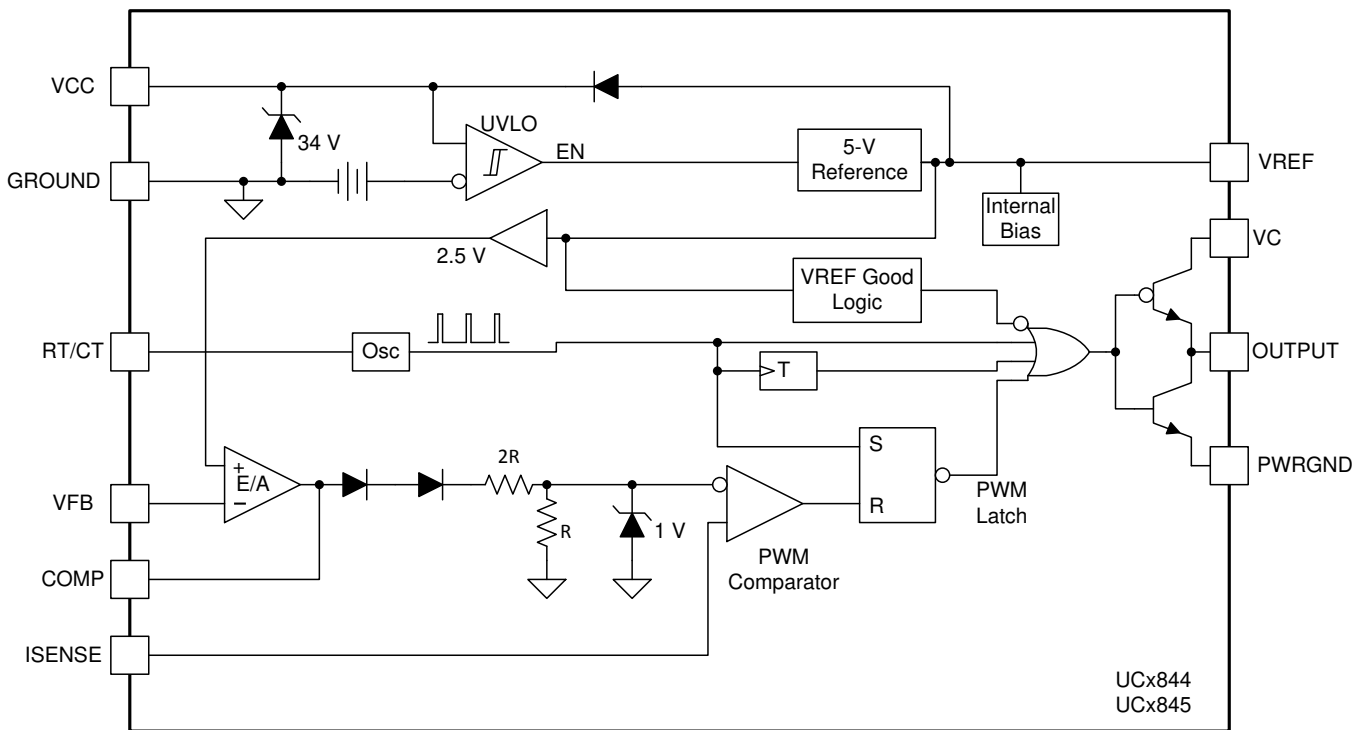 VCC
UVLO
34 V
EN
5-V
Reference
GROUND
VREF
Internal
Bias
VC
2.5 V
VREF Good
Logic
RT/CT
Osc
T
OUTPUT
2R
S
PWRGND
+
E/A
−
VFB
R
1 V
R
PWM
Latch
PWM
Comparator
COMP
ISENSE
UCx844
UCx845